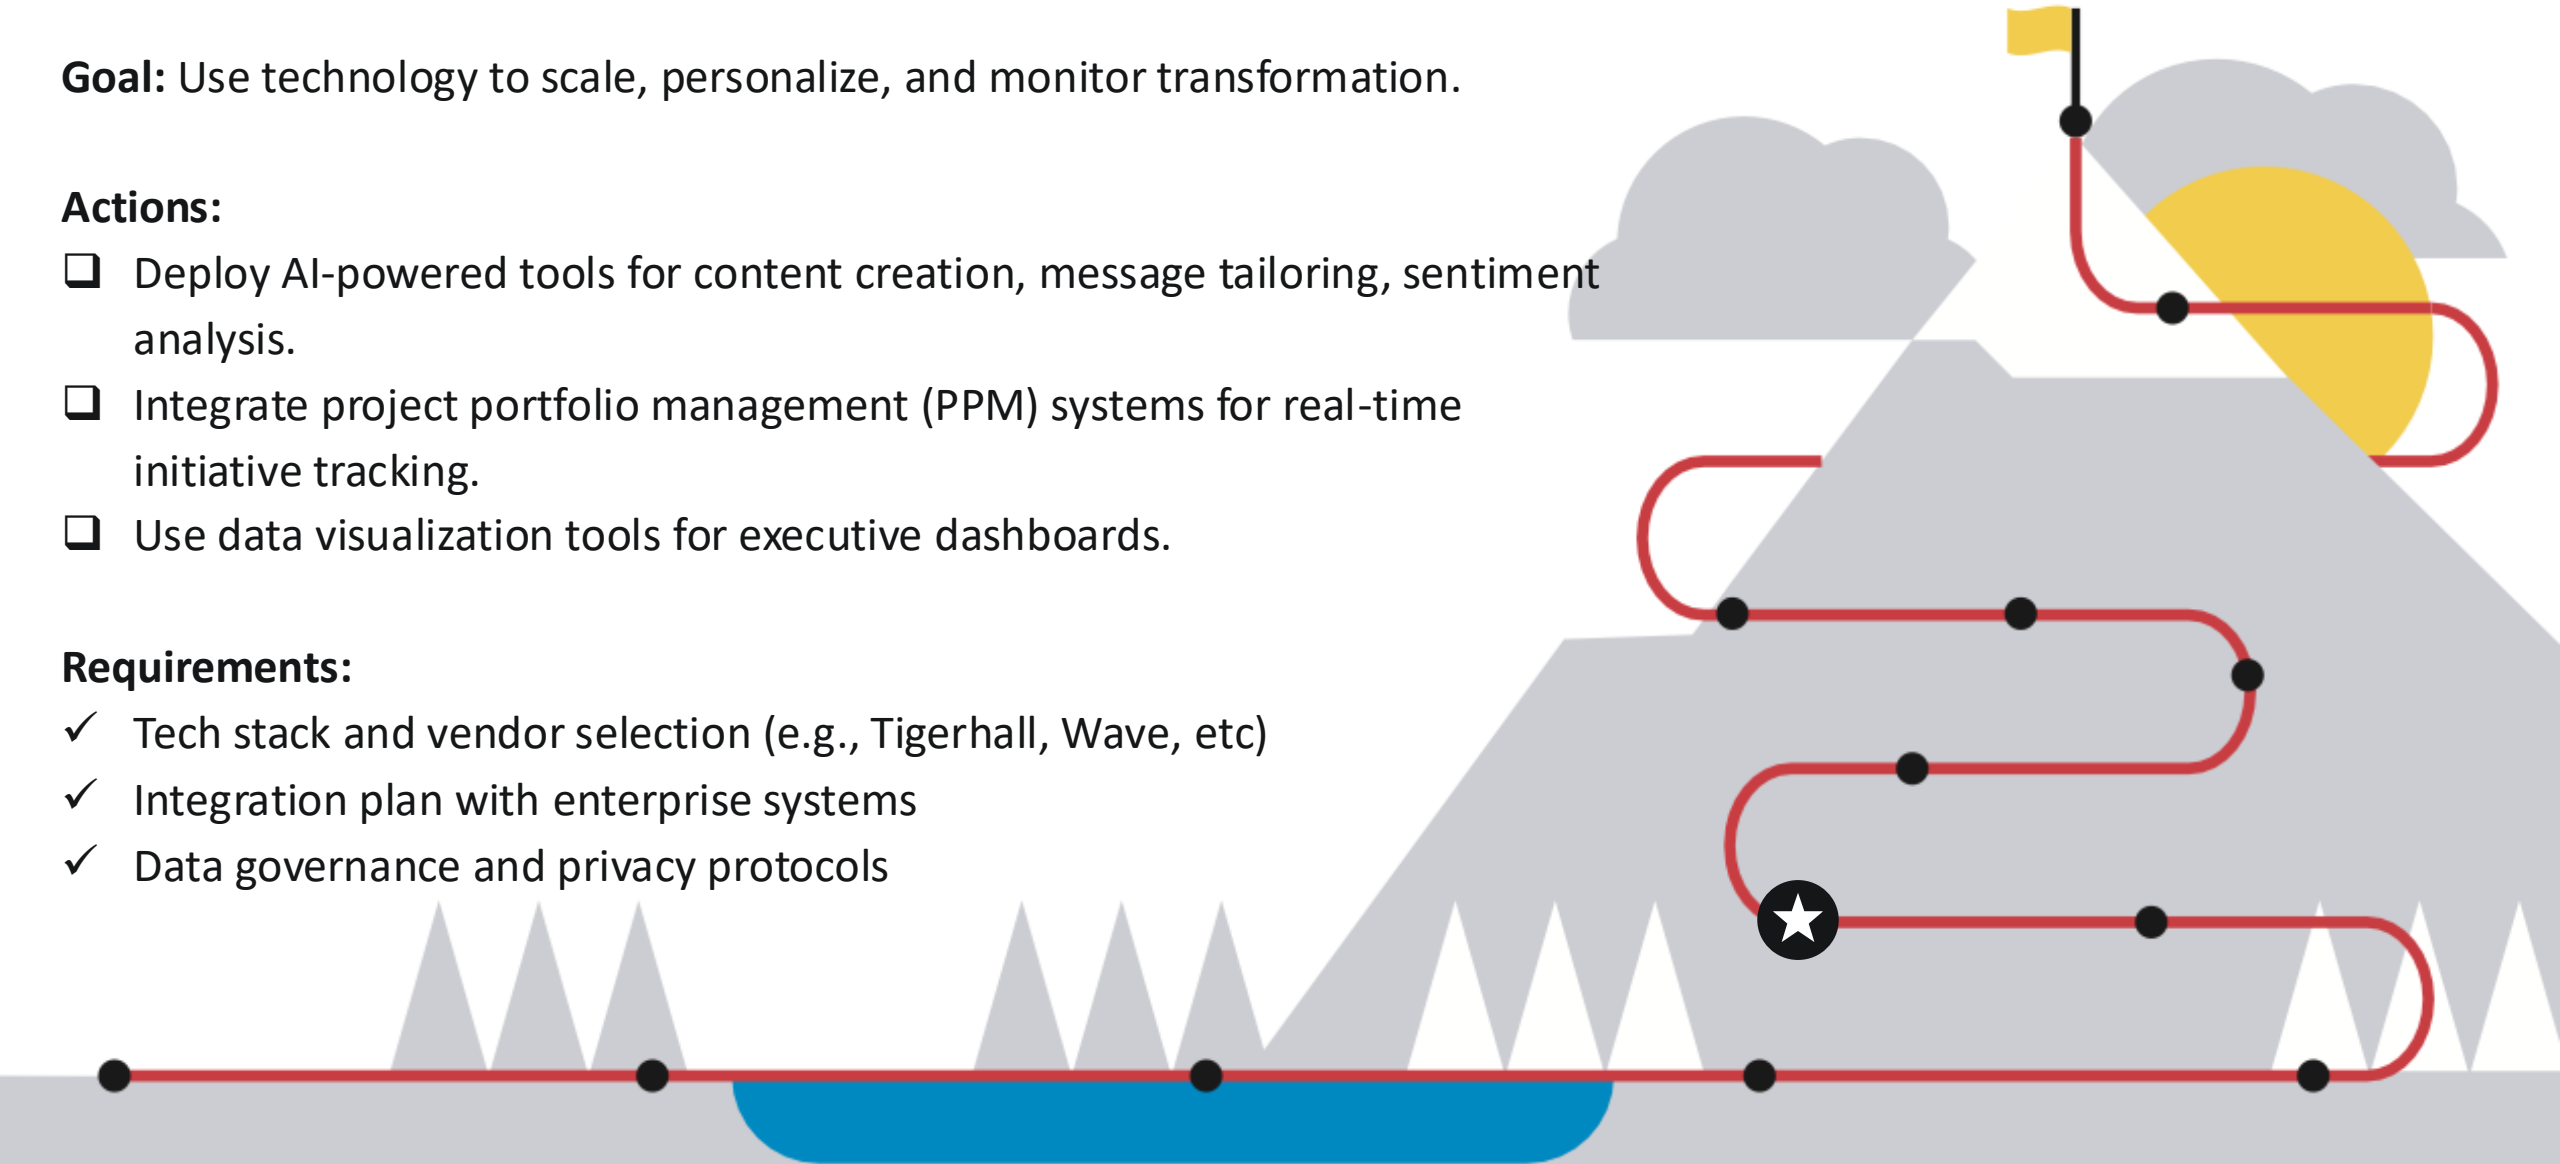 Goal: Use technology to scale, personalize, and monitor transformation.
Actions:
❑ Deploy AI-powered tools for content creation, message tailoring, sentiment
analysis.
❑ Integrate project portfolio management (PPM) systems for real-time
initiative tracking.
❑ Use data visualization tools for executive dashboards.
Requirements:
✓ Tech stack and vendor selection (e.g., Tigerhall, Wave, etc)
✓ Integration plan with enterprise systems
✓ Data governance and privacy protocols